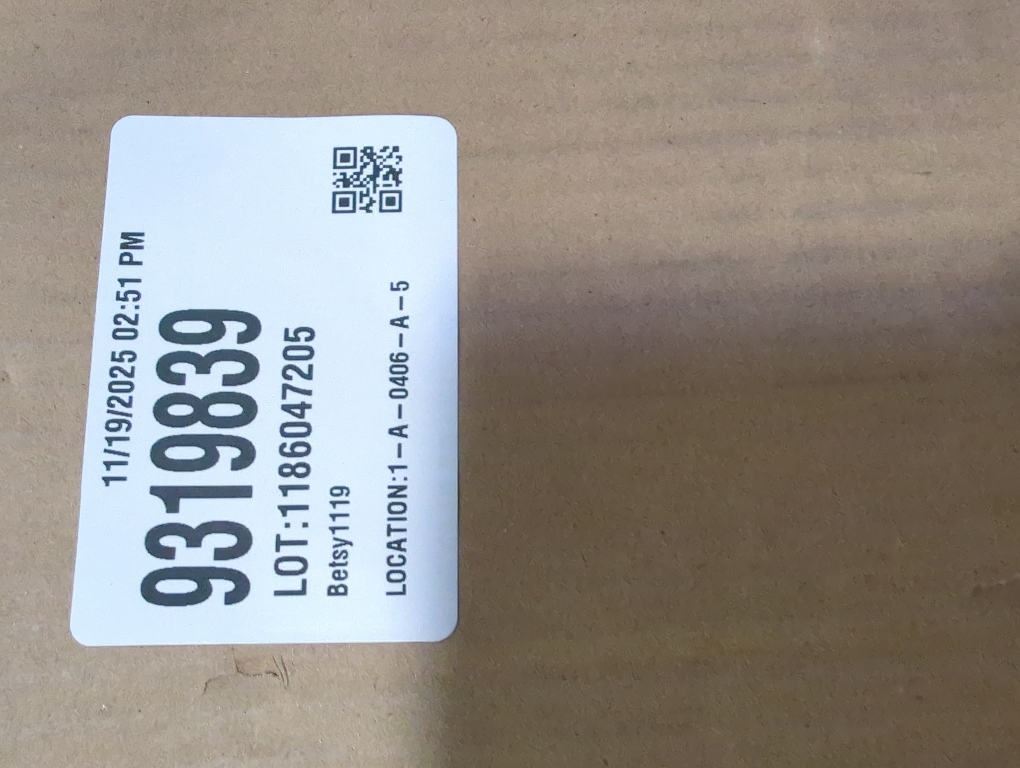 11/19/2025 02:51 PM
9319839
LOT:1186047205
Betsy1119
LOCATION:1-A-0406-A-5